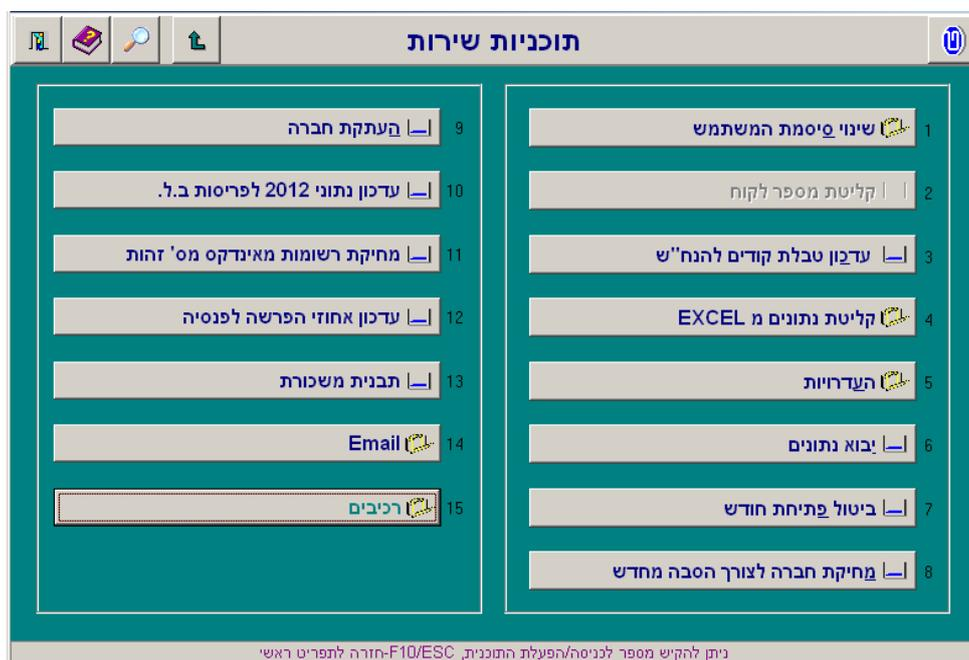 תוכניות שירות
1 שינוי סיסמת המשתמש
2 קליטת מספר לקוח
3 עדכון טבלת קודים להנח"ש
4 קליטת נתונים מ EXCEL
5 העדרויות
6 יבוא נתונים
7 ביטול פתיחת חודש
8 מחיקת חברה לצורך הסבה מחדש
9 העתקת חברה
10 עדכון נתוני 2012 לפריסות ב.ל.
11 מחיקת רשומות מאינדקס מס' זהות
12 עדכון אחוזי הפרשה לפנסיה
13 תבנית משכורת
14 Email
15 רכיבים
ניתן להקיש מספר לכניסה/הפעלת התוכנית, F10/ESC-חזרה לתפריט ראשי